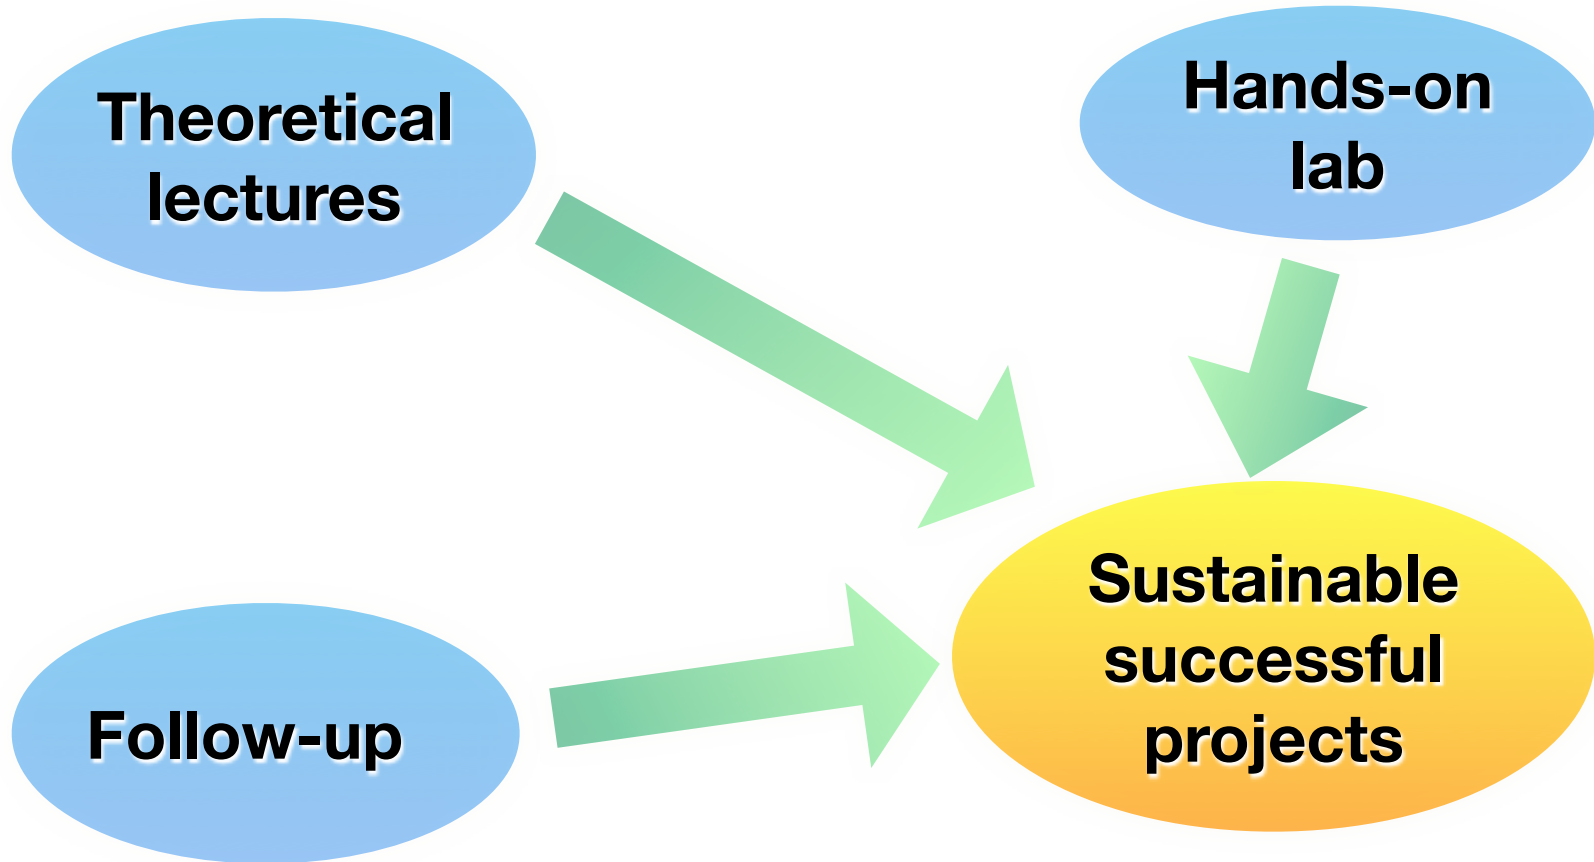 Theoretical
lectures
Hands-on
lab
Sustainable
successful
projects
Follow-up